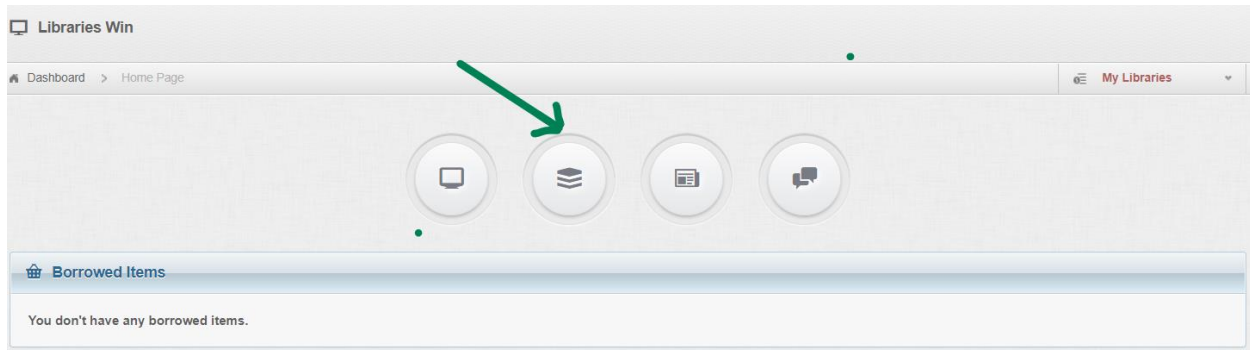 Libraries Win
Dashboard > Home Page
My Libraries
Borrowed Items
You don't have any borrowed items.